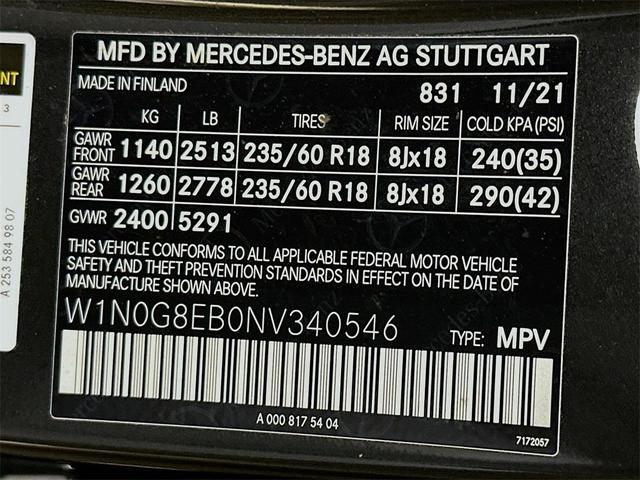 MFD BY MERCEDES-BENZ AG STUTTGART
MADE IN FINLAND 831 11/21
KG LB TIRES RIM SIZE COLD KPA (PSI)
GAWR FRONT 1140 2513 235/60 R18 8Jx18 240(35)
GAWR REAR 1260 2778 235/60 R18 8Jx18 290(42)
GVWR 2400 5291
THIS VEHICLE CONFORMS TO ALL APPLICABLE FEDERAL MOTOR VEHICLE
SAFETY AND THEFT PREVENTION STANDARDS IN EFFECT ON THE DATE OF
MANUFACTURE SHOWN ABOVE.
W1N0G8EB0NV340546 TYPE: MPV
A 000 817 54 04
7172057
A 253 584 98 07
3